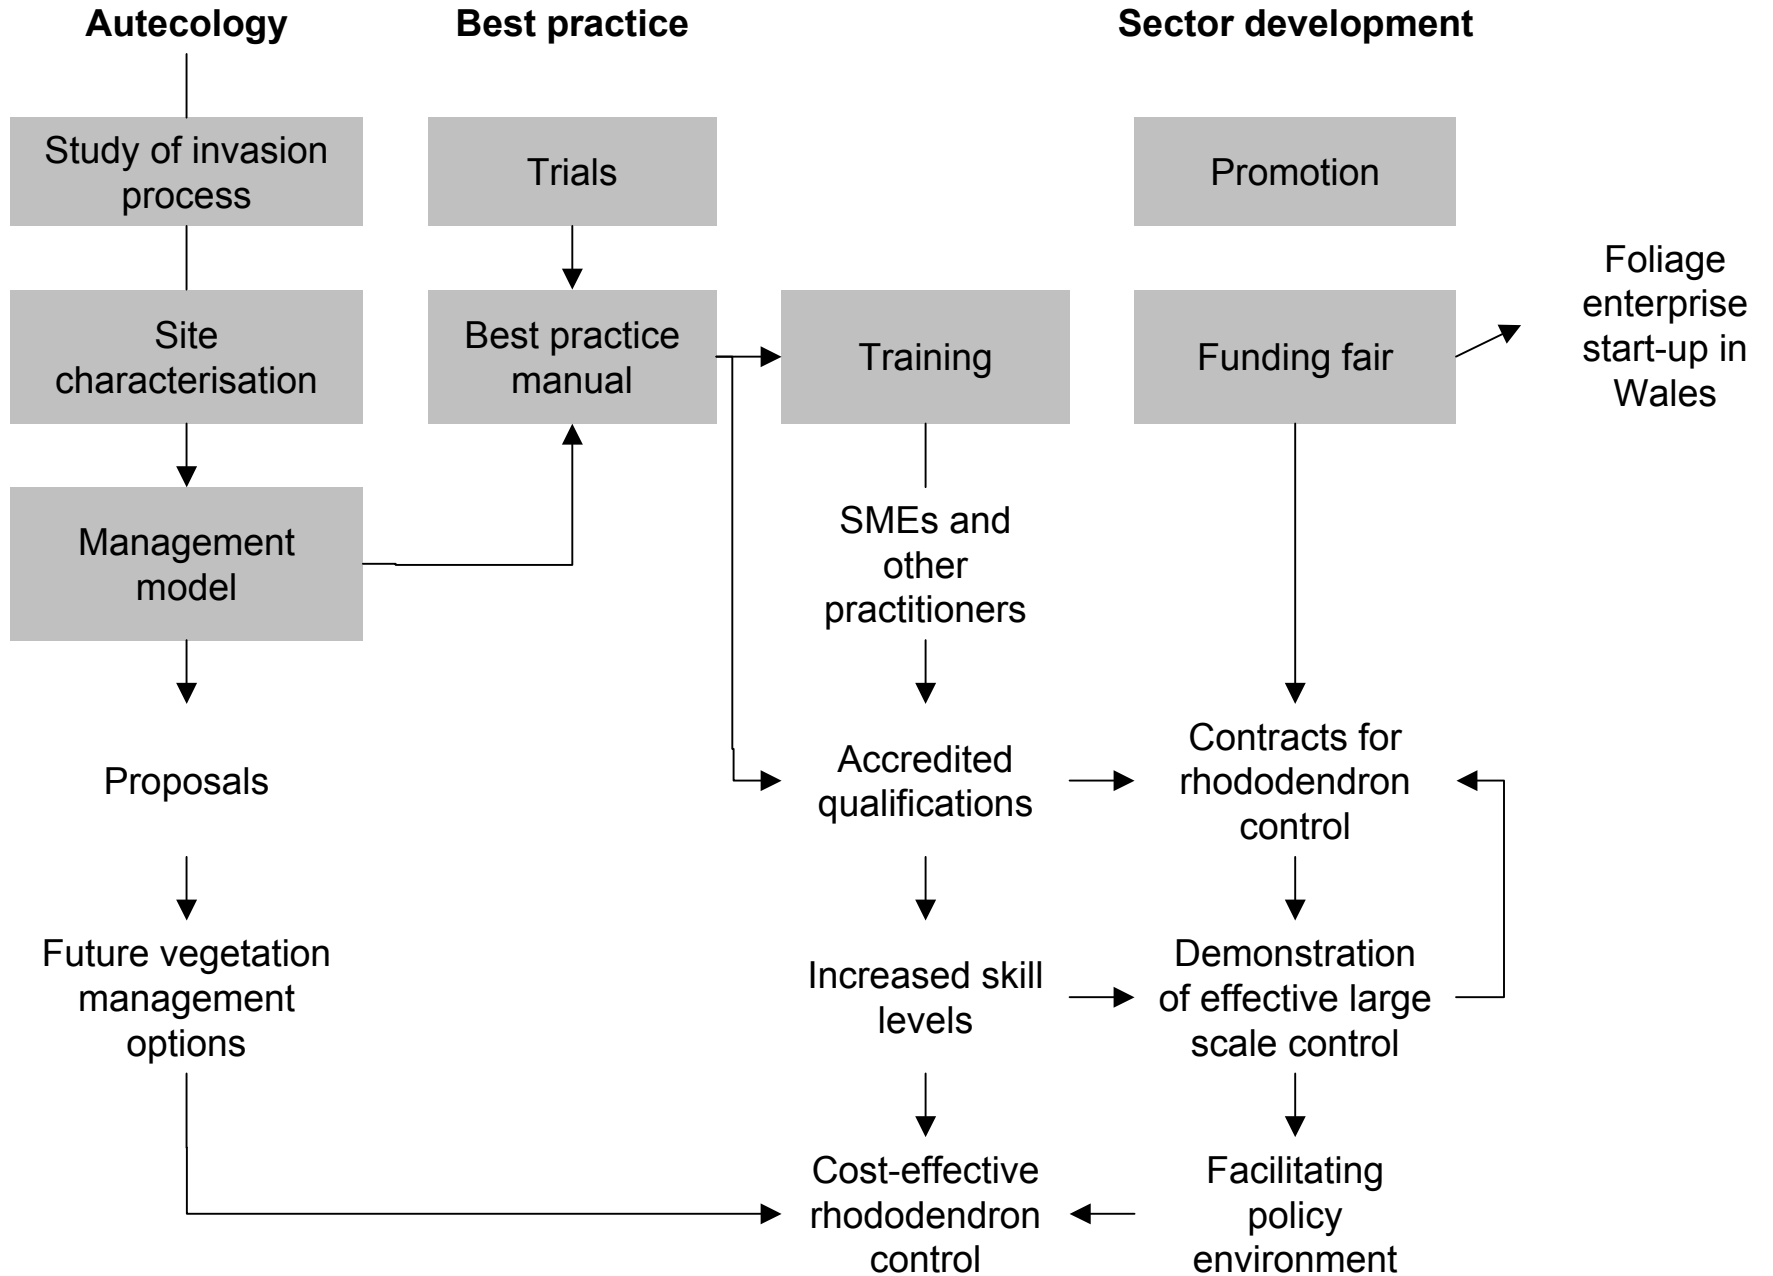 Autecology
Best practice
Sector development
Study of invasion
process
Trials
Promotion
Foliage
enterprise
start-up in
Wales
Site
characterisation
Best practice
manual
Training
Funding fair
Management
model
SMEs and
other
practitioners
Proposals
Accredited
qualifications
Contracts for
rhododendron
control
Future vegetation
management
options
Increased skill
levels
Demonstration
of effective large
scale control
Cost-effective
rhododendron
control
Facilitating
policy
environment